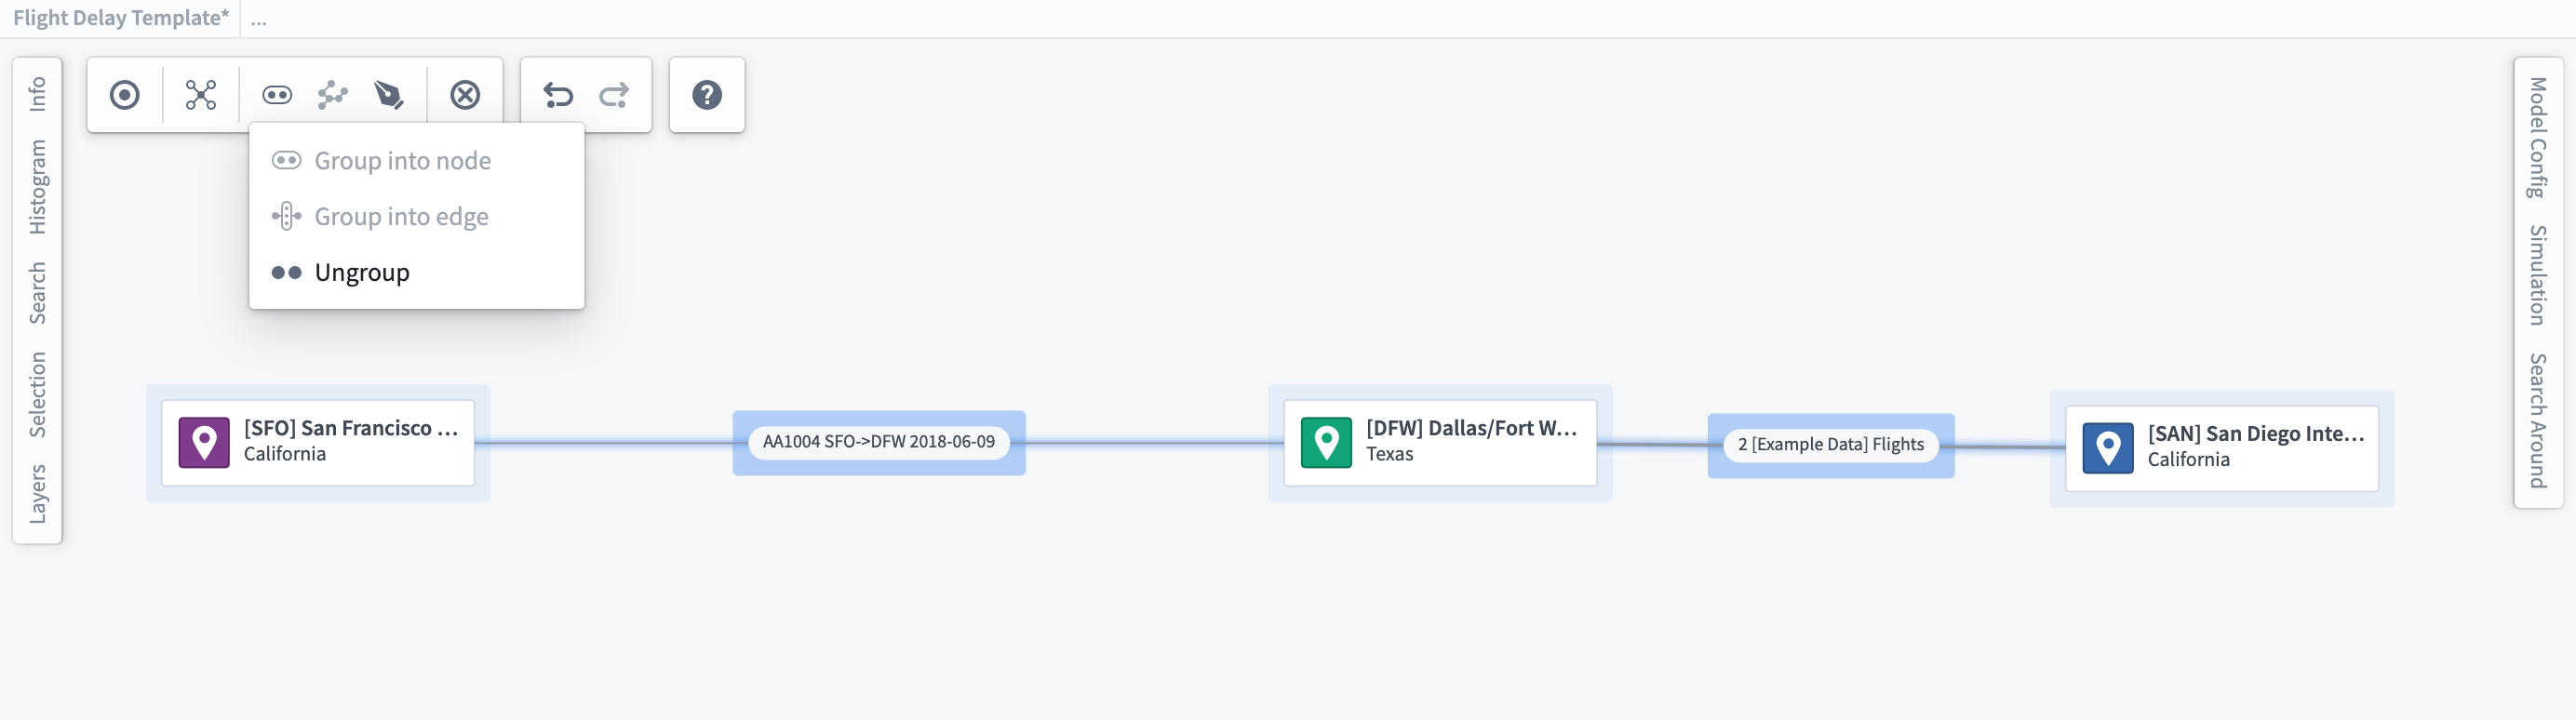 Flight Delay Template*
...
Info
Histogram
Search
Selection
Layers
Group into node
Group into edge
Ungroup
[SFO] San Francisco ...
California
AA1004 SFO->DFW 2018-06-09
[DFW] Dallas/Fort W...
Texas
2 [Example Data] Flights
[SAN] San Diego Inte...
California
Model Config
Simulation
Search Around